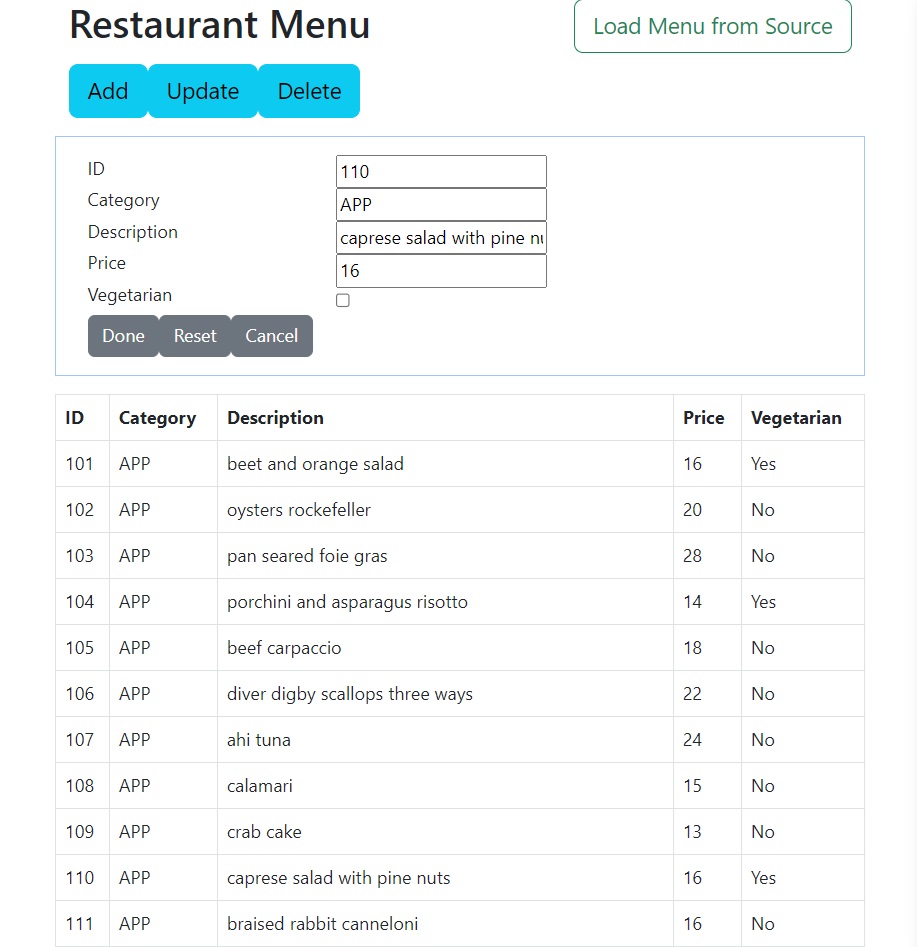 Restaurant Menu Load Menu from Source
Add Update Delete
ID 110
Category APP
Description caprese salad with pine nu
Price 16
Vegetarian
Done Reset Cancel
ID Category Description Price Vegetarian
101 APP beet and orange salad 16 Yes
102 APP oysters rockefeller 20 No
103 APP pan seared foie gras 28 No
104 APP porchini and asparagus risotto 14 Yes
105 APP beef carpaccio 18 No
106 APP diver digby scallops three ways 22 No
107 APP ahi tuna 24 No
108 APP calamari 15 No
109 APP crab cake 13 No
110 APP caprese salad with pine nuts 16 Yes
111 APP braised rabbit canneloni 16 No